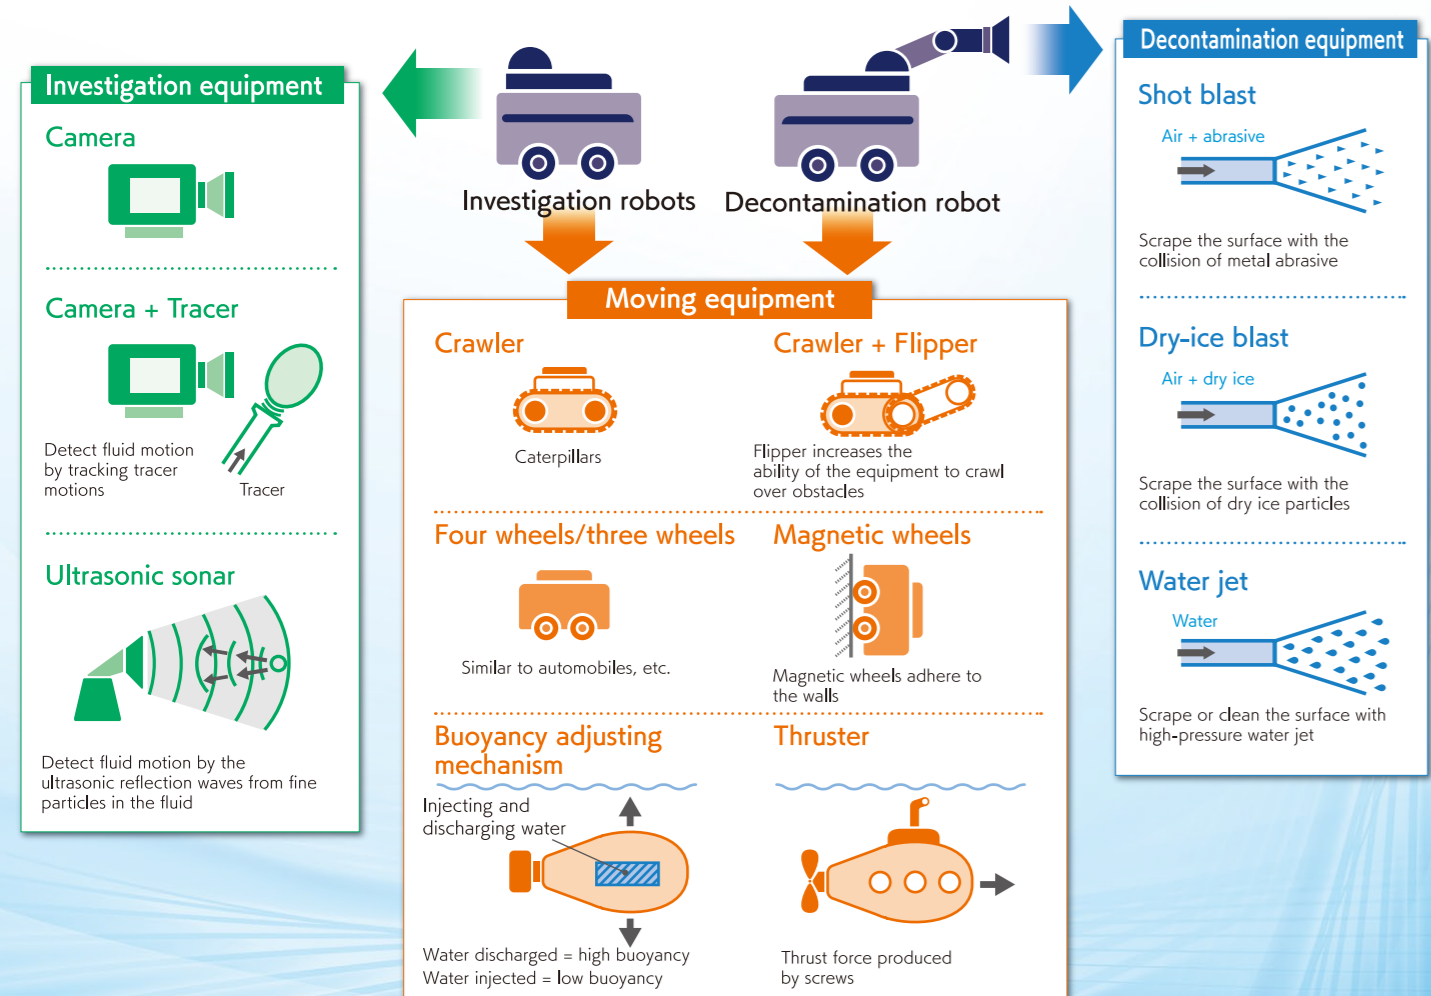 Investigation robots
Decontamination robot
Investigation equipment
Camera
Camera + Tracer
Detect fluid motion
by tracking tracer
motions
Tracer
Ultrasonic sonar
Detect fluid motion by the
ultrasonic reflection waves from fine
particles in the fluid
Moving equipment
Crawler
Caterpillars
Crawler + Flipper
Flipper increases the
ability of the equipment to crawl
over obstacles
Four wheels/three wheels
Similar to automobiles, etc.
Magnetic wheels
Magnetic wheels adhere to
the walls
Buoyancy adjusting
mechanism
Injecting and
discharging water
Water discharged = high buoyancy
Water injected = low buoyancy
Thruster
Thrust force produced
by screws
Decontamination equipment
Shot blast
Air + abrasive
Scrape the surface with the
collision of metal abrasive
Dry-ice blast
Air + dry ice
Scrape the surface with the
collision of dry ice particles
Water jet
Water
Scrape or clean the surface with
high-pressure water jet